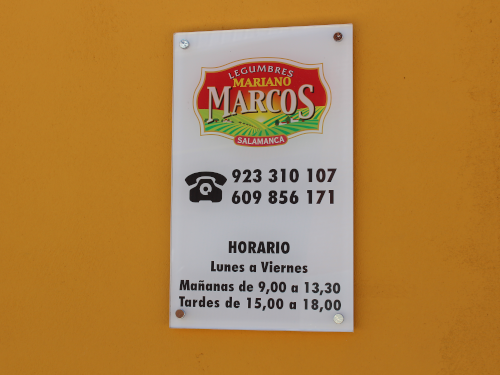 LEGUMBRES
MARIANO
MARCOS
SALAMANCA
923 310 107
609 856 171
HORARIO
Lunes a Viernes
Mañanas de 9,00 a 13,30
Tardes de 15,00 a 18,00